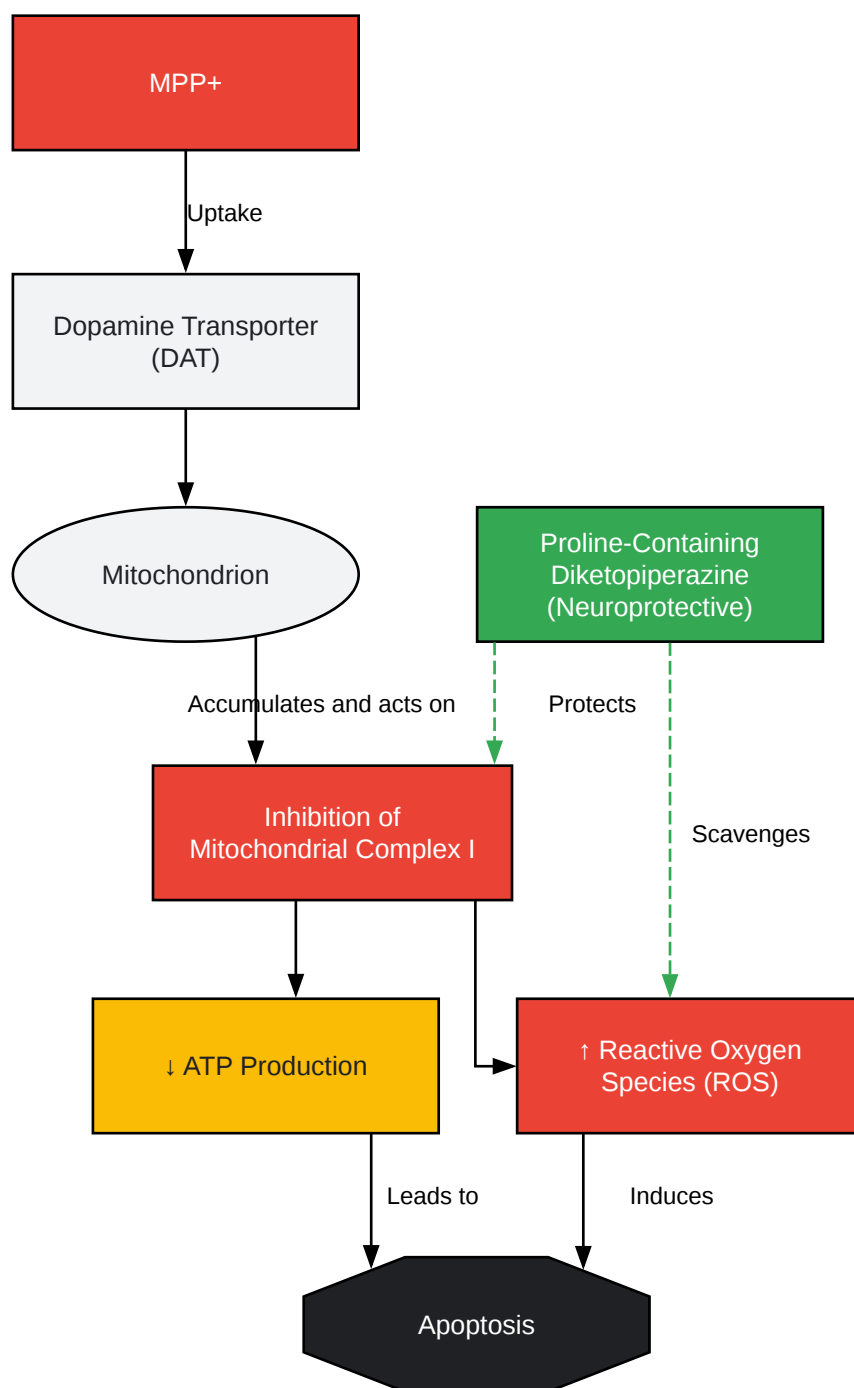 MPP+
Uptake
Dopamine Transporter
(DAT)
Mitochondrion
Proline-Containing
Diketopiperazine
(Neuroprotective)
Accumulates and acts on
Protects
Inhibition of
Mitochondrial Complex I
Scavenges
↓ ATP Production
↑ Reactive Oxygen
Species (ROS)
Leads to
Induces
Apoptosis